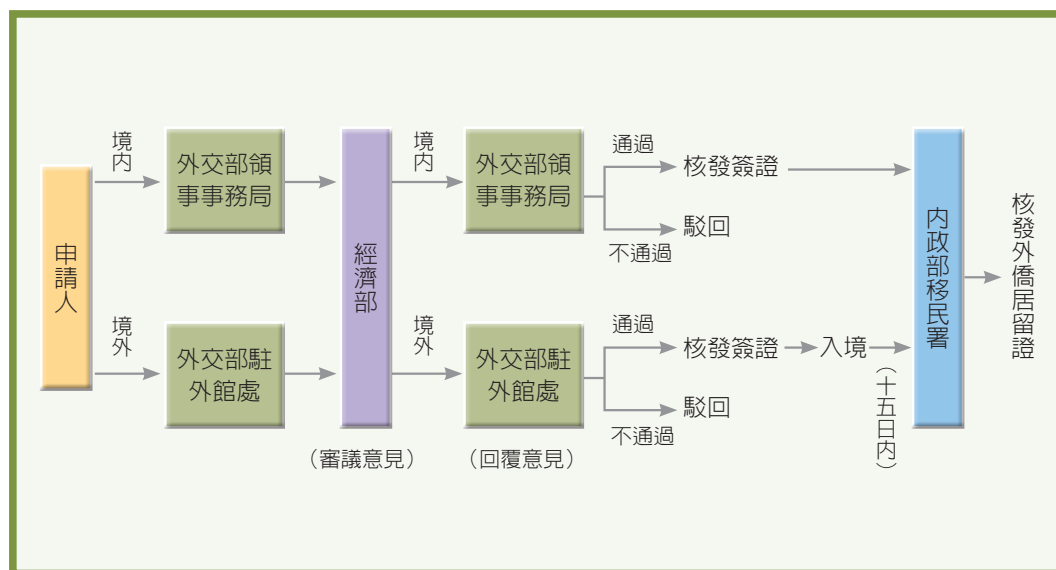 申請人
境內
外交部領
事事務局
境外
外交部駐
外館處
經濟部
（審議意見）
境內
外交部領
事事務局
境外
外交部駐
外館處
（回覆意見）
通過
核發簽證
駁回
不通過
通過
核發簽證
入境
（十五日內）
駁回
不通過
內政部移民署
核發外僑居留證